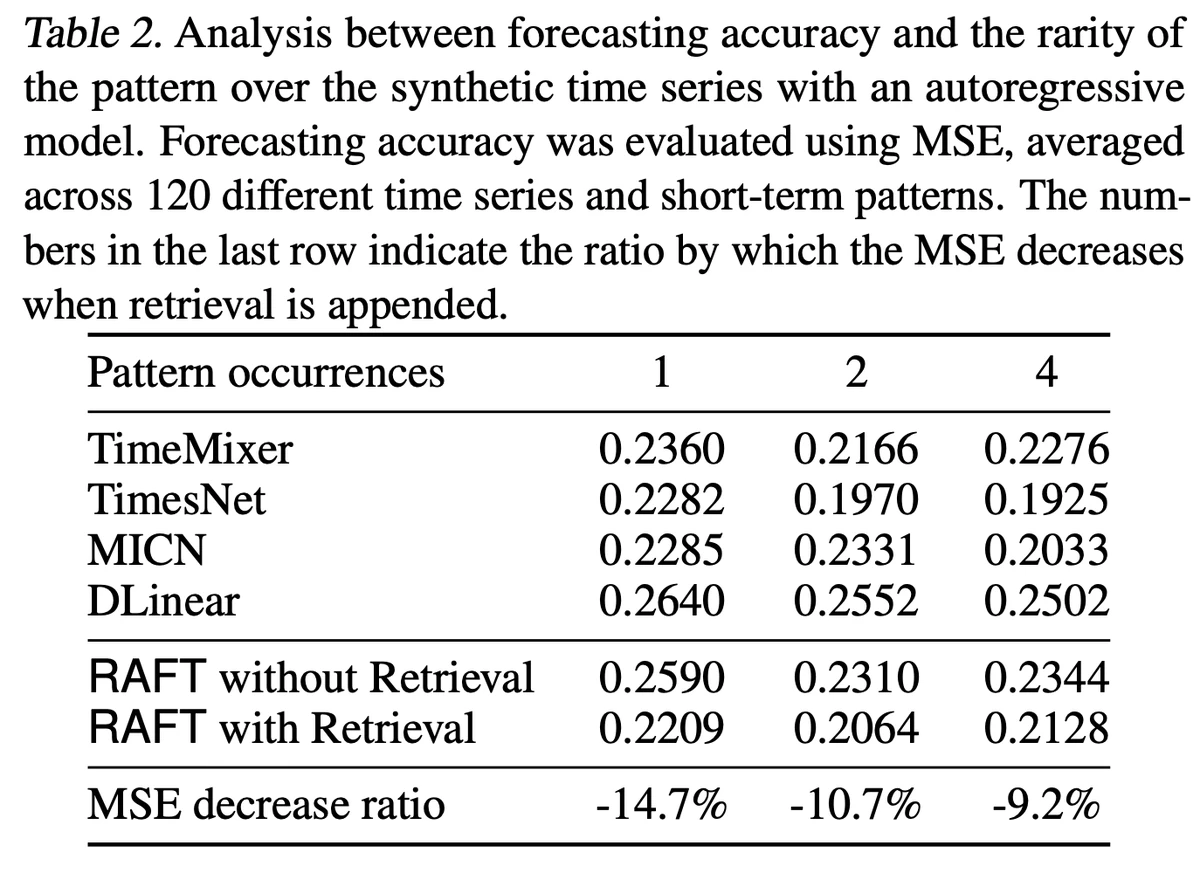 Table 2. Analysis between forecasting accuracy and the rarity of
the pattern over the synthetic time series with an autoregressive
model. Forecasting accuracy was evaluated using MSE, averaged
across 120 different time series and short-term patterns. The num-
bers in the last row indicate the ratio by which the MSE decreases
when retrieval is appended.
Pattern occurrences 1 2 4
TimeMixer 0.2360 0.2166 0.2276
TimesNet 0.2282 0.1970 0.1925
MICN 0.2285 0.2331 0.2033
DLinear 0.2640 0.2552 0.2502
RAFT without Retrieval 0.2590 0.2310 0.2344
RAFT with Retrieval 0.2209 0.2064 0.2128
MSE decrease ratio -14.7% -10.7% -9.2%